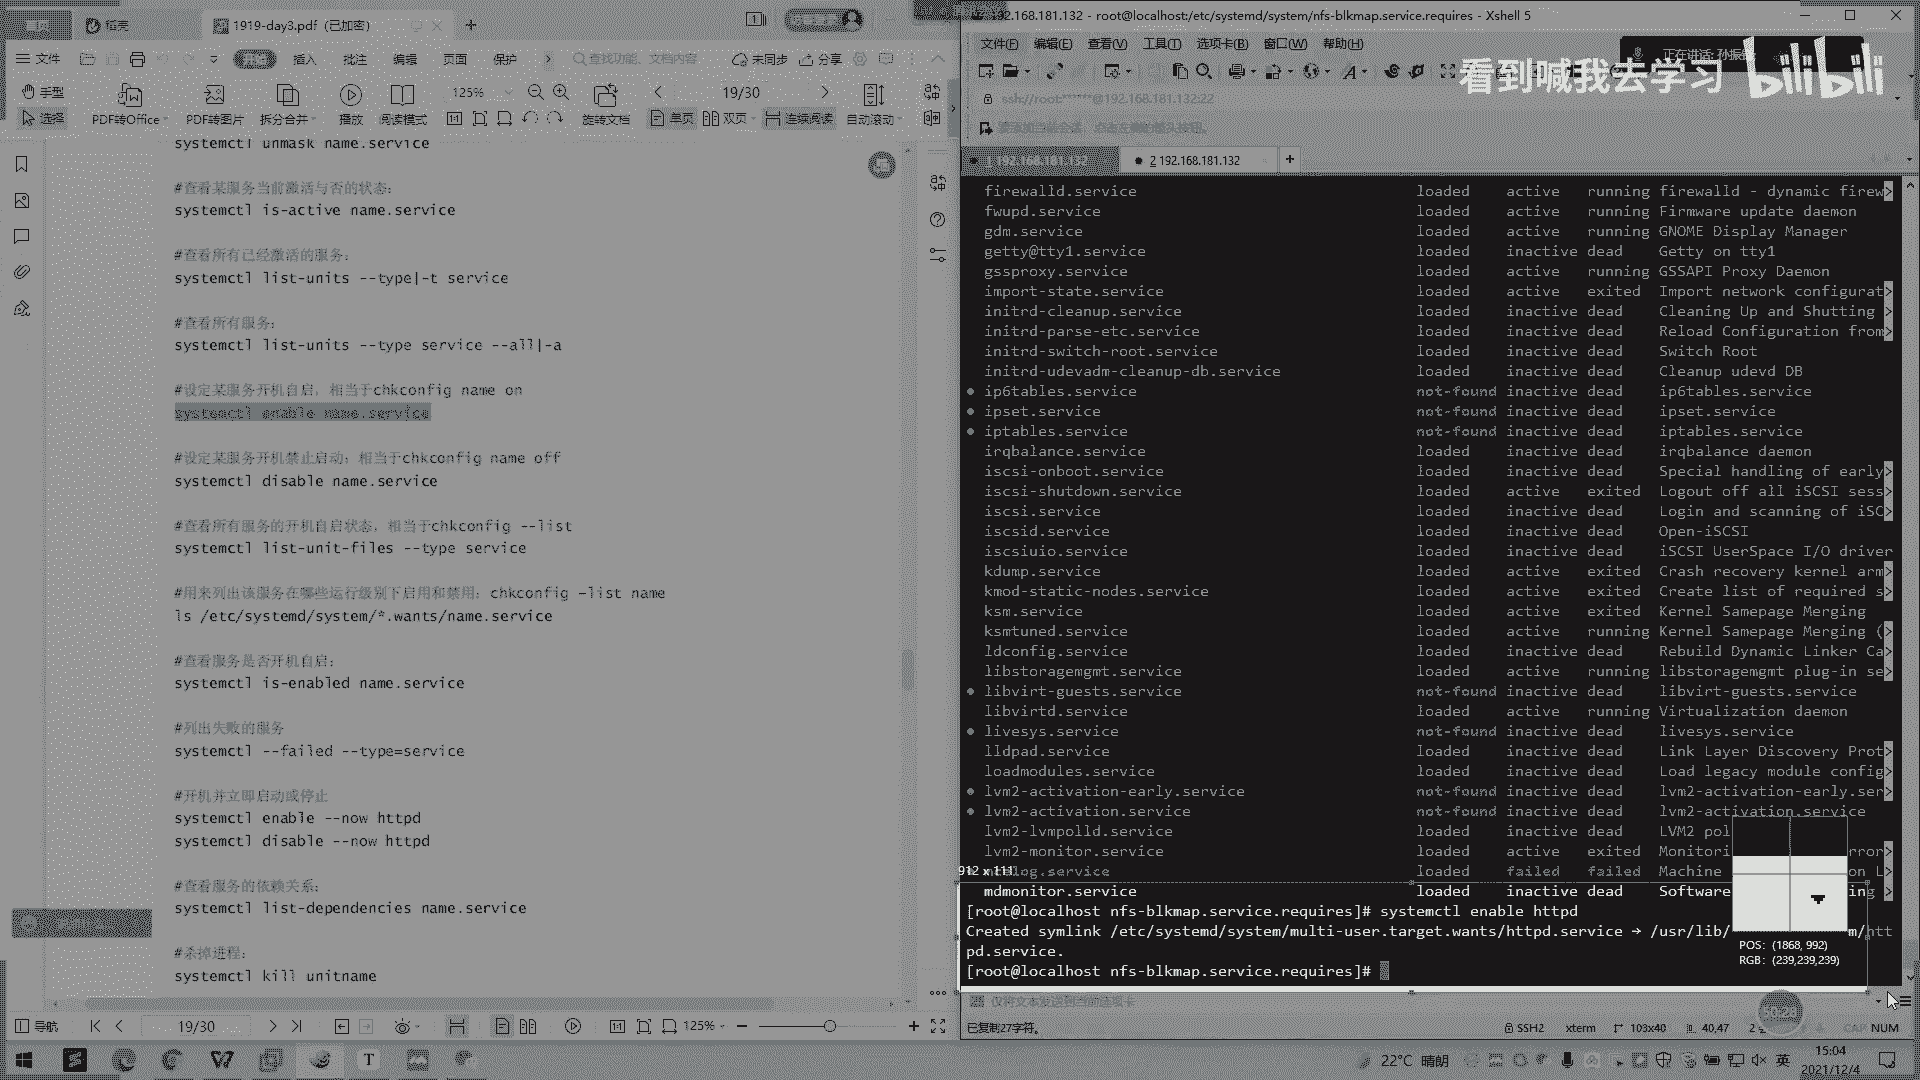 稻壳
1919-day3.pdf（已加密）
文件
开始
插入
批注
编辑
页面
保护
查找功能、文档内容
未同步
分享
手型
选择
PDF转Office
PDF转图片
拆分合并
播放
阅读模式
125%
旋转文档
19/30
单页
双页
连续阅读
自动滚动
systemctl unmask name.service
#查看某服务当前激活与否的状态：
systemctl is-active name.service
#查看所有已经激活的服务：
systemctl list-units --type|-t service
#查看所有服务：
systemctl list-units --type service --all|-a
#设定某服务开机自启，相当于chkconfig name on
systemctl enable name.service
#设定某服务开机禁止启动：相当于chkconfig name off
systemctl disable name.service
#查看所有服务的开机自启状态，相当于chkconfig --list
systemctl list-unit-files --type service
#用来列出该服务在哪些运行级别下启用和禁用：chkconfig –list name
ls /etc/systemd/system/*.wants/name.service
#查看服务是否开机自启：
systemctl is-enabled name.service
#列出失败的服务
systemctl --failed --type=service
#开机并立即启动或停止
systemctl enable --now httpd
systemctl disable --now httpd
#查看服务的依赖关系：
systemctl list-dependencies name.service
#杀掉进程：
systemctl kill unitname
导航
19/30
125%
192.168.181.132 - root@localhost:/etc/systemd/system/nfs-blkmap.service.requires - Xshell 5
文件(F) 编辑(E) 查看(V) 工具(T) 选项卡(B) 窗口(W) 帮助(H)
看到喊我去学习 bilibili
ssh://root:******@192.168.181.132:22
1 192.168.181.132
2 192.168.181.132
firewalld.service loaded active running firewalld - dynamic firew>
fwupd.service loaded active running Firmware update daemon
gdm.service loaded active running GNOME Display Manager
getty@tty1.service loaded inactive dead Getty on tty1
gssproxy.service loaded active running GSSAPI Proxy Daemon
import-state.service loaded active exited Import network configurat>
initrd-cleanup.service loaded inactive dead Cleaning Up and Shutting >
initrd-parse-etc.service loaded inactive dead Reload Configuration from>
initrd-switch-root.service loaded inactive dead Switch Root
initrd-udevadm-cleanup-db.service loaded inactive dead Cleanup udevd DB
● ip6tables.service not-found inactive dead ip6tables.service
● ipset.service not-found inactive dead ipset.service
● iptables.service not-found inactive dead iptables.service
irqbalance.service loaded inactive dead irqbalance daemon
iscsi-onboot.service loaded inactive dead Special handling of early>
iscsi-shutdown.service loaded active exited Logout off all iSCSI sess>
iscsi.service loaded inactive dead Login and scanning of iSC>
iscsid.service loaded inactive dead Open-iSCSI
iscsiuio.service loaded inactive dead iSCSI UserSpace I/O driver
kdump.service loaded active exited Crash recovery kernel arm>
kmod-static-nodes.service loaded active exited Create list of required s>
ksm.service loaded active exited Kernel Samepage Merging
ksmtuned.service loaded active running Kernel Samepage Merging (>
ldconfig.service loaded inactive dead Rebuild Dynamic Linker Ca>
libstoragemgmt.service loaded active running libstoragemgmt plug-in se>
● libvirt-guests.service not-found inactive dead libvirt-guests.service
libvirtd.service loaded active running Virtualization daemon
● livesys.service not-found inactive dead livesys.service
lldpad.service loaded inactive dead Link Layer Discovery Prot>
loadmodules.service loaded inactive dead Load legacy module config>
● lvm2-activation-early.service not-found inactive dead lvm2-activation-early.ser>
● lvm2-activation.service not-found inactive dead lvm2-activation.service
lvm2-lvmpolld.service loaded inactive dead LVM2 pol
lvm2-monitor.service loaded active exited Monitori rror>
912 x 111 .service loaded failed failed Machine on L>
mdmonitor.service loaded inactive dead Software ing >
[root@localhost nfs-blkmap.service.requires]# systemctl enable httpd
Created symlink /etc/systemd/system/multi-user.target.wants/httpd.service → /usr/lib/ m/htt
pd.service.
[root@localhost nfs-blkmap.service.requires]#
POS: (1868, 992)
RGB: (239,239,239)
仅将文本发送到当前选项卡
已复制27字符。
SSH2 xterm 103x40 40,47 CAP NUM
22°C 晴朗
英
15:04
2021/12/4